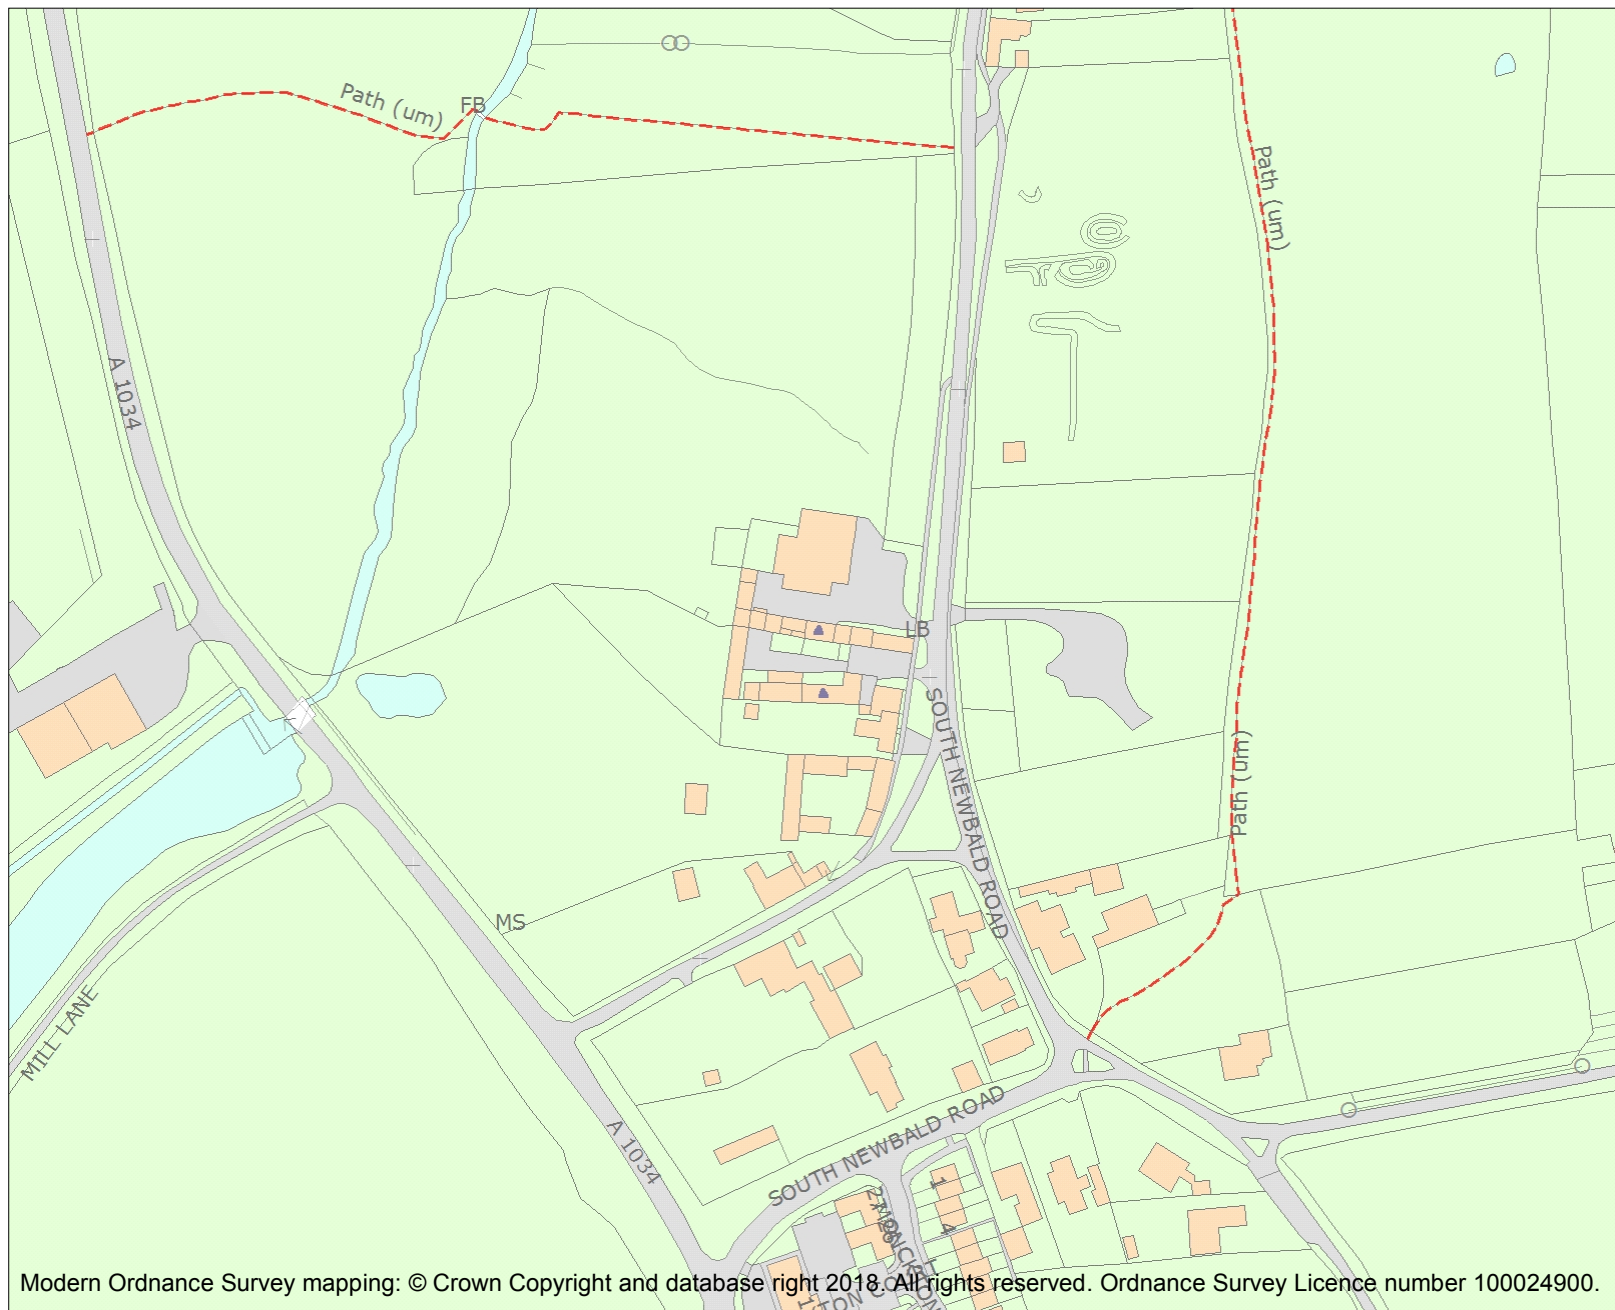 Path (um)
FB
Path (um)
A 1034
LB
SOUTH NEWBALD ROAD
Path (um)
MS
MILL LANE
A 1034
SOUTH NEWBALD ROAD
1
4
Modern Ordnance Survey mapping: © Crown Copyright and database right 2018. All rights reserved. Ordnance Survey Licence number 100024900.